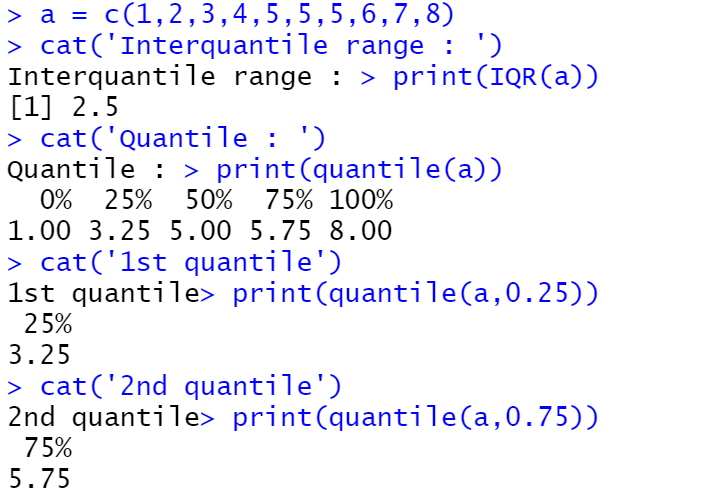 > a = c(1,2,3,4,5,5,5,6,7,8)
> cat('Interquantile range : ')
Interquantile range : > print(IQR(a))
[1] 2.5
> cat('Quantile : ')
Quantile : > print(quantile(a))
  0%  25%  50%  75% 100%
1.00 3.25 5.00 5.75 8.00
> cat('1st quantile')
1st quantile> print(quantile(a,0.25))
 25%
3.25
> cat('2nd quantile')
2nd quantile> print(quantile(a,0.75))
 75%
5.75